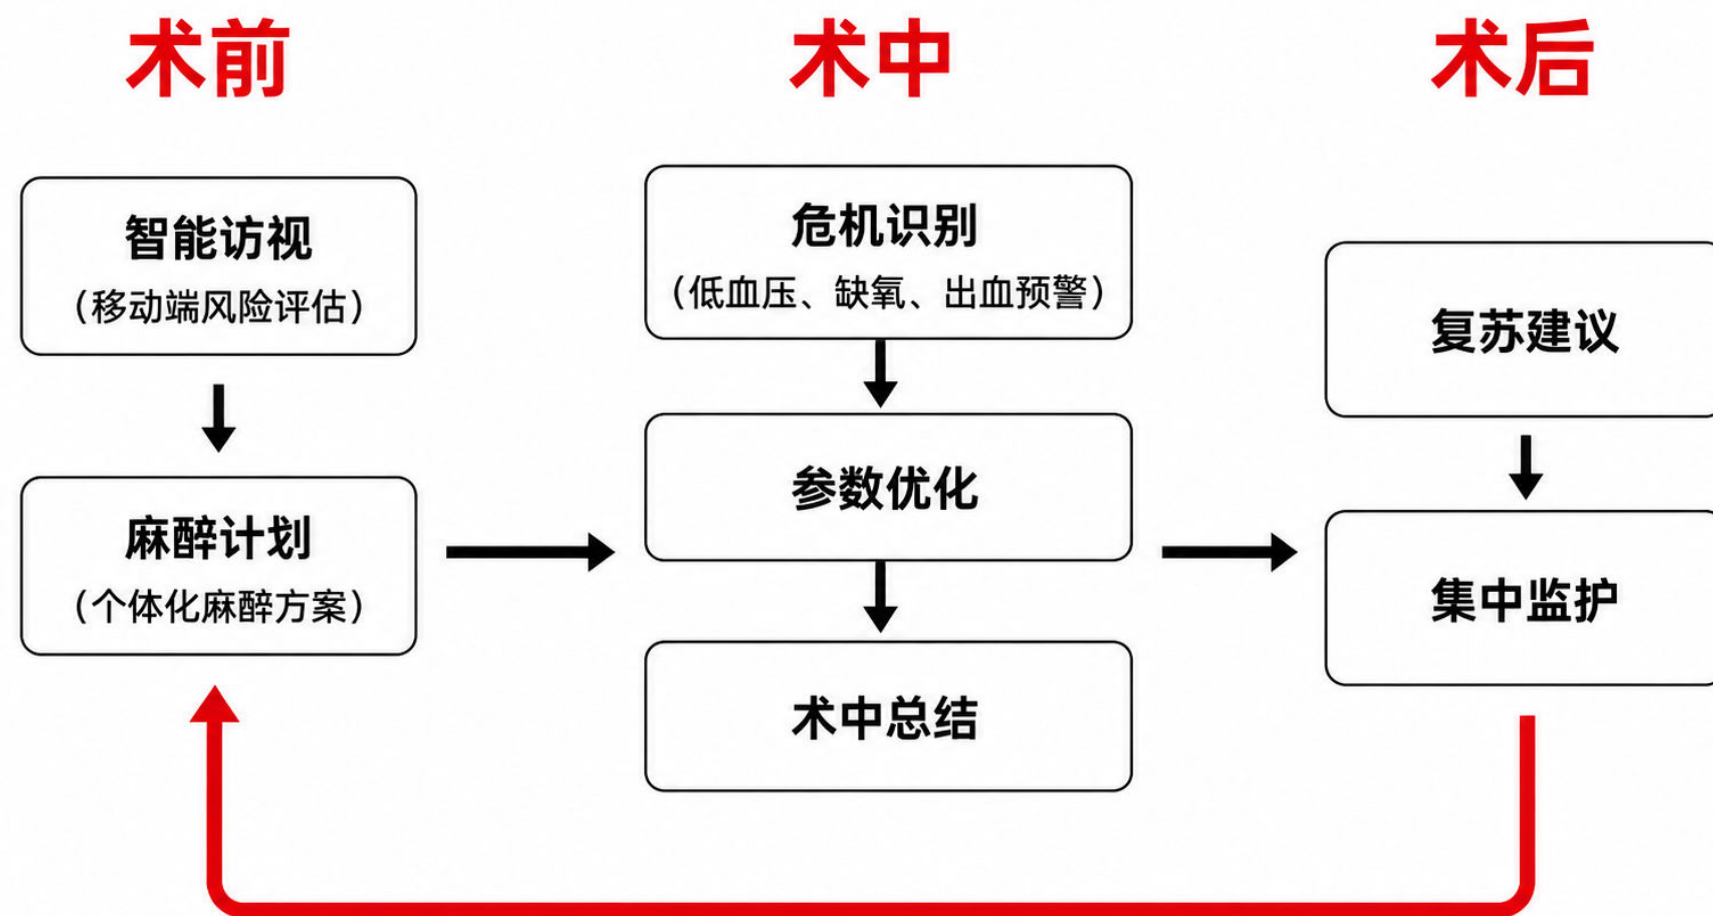 术前
智能访视
（移动端风险评估）
麻醉计划
（个体化麻醉方案）
术中
危机识别
（低血压、缺氧、出血预警）
参数优化
术中总结
术后
复苏建议
集中监护